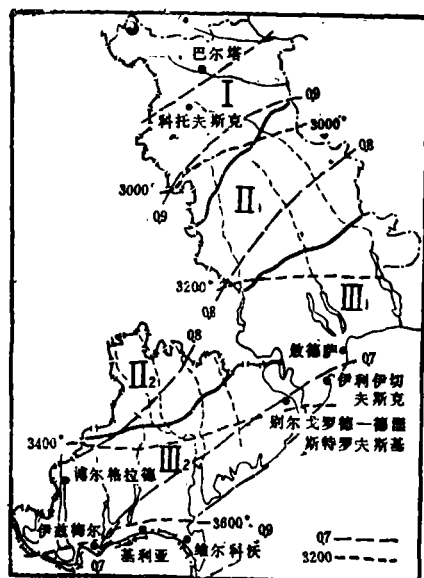 巴尔塔
I
科托夫斯克
0,9
3000°
0,8
3000°
0,9
II₁
3200°
0,8
III₁
敖德萨
0,8
0,7
II₂
伊利伊切
夫斯克
别尔戈罗德—德涅
斯特罗夫斯基
3400°
III₂
博尔格拉德
伊兹梅尔
3600°
0,9
基利亚
维尔科沃
0,7
0,7
3200